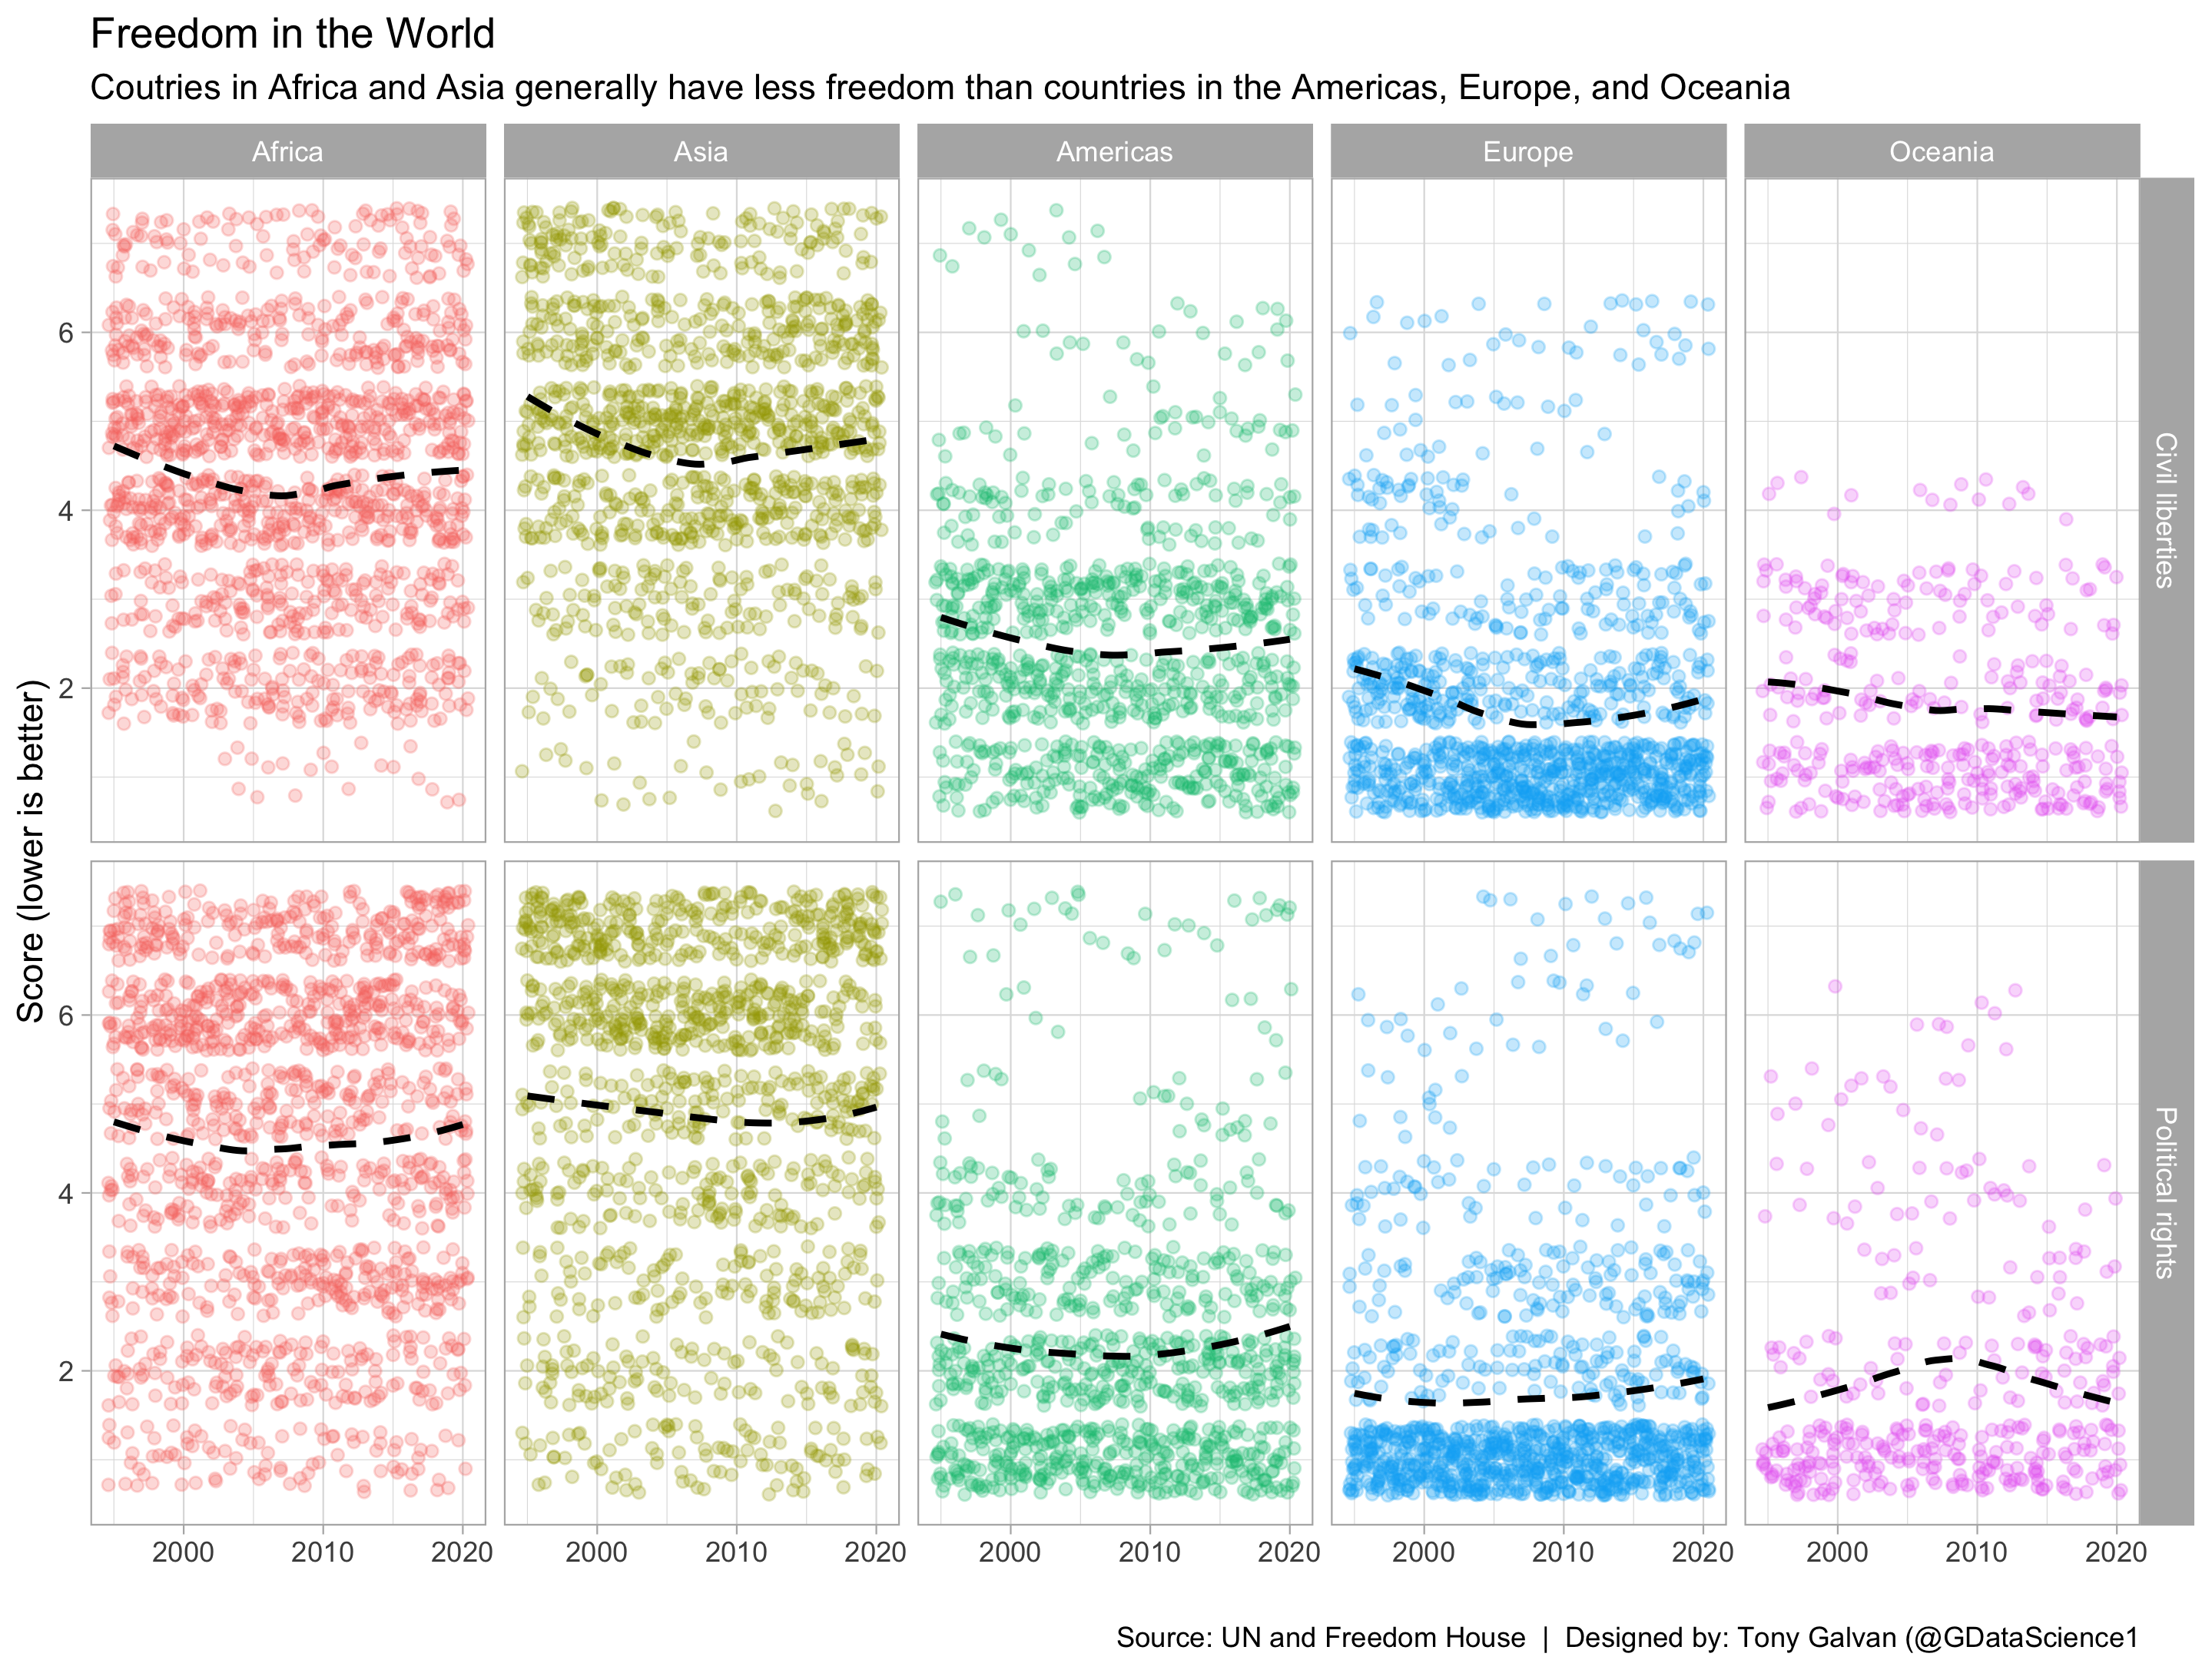 Freedom in the World
Coutries in Africa and Asia generally have less freedom than countries in the Americas, Europe, and Oceania
Africa
Asia
Americas
Europe
Oceania
Score (lower is better)
6
4
2
Civil liberties
6
4
2
Political rights
2000 2010 2020
2000 2010 2020
2000 2010 2020
2000 2010 2020
2000 2010 2020
Source: UN and Freedom House | Designed by: Tony Galvan (@GDataScience1